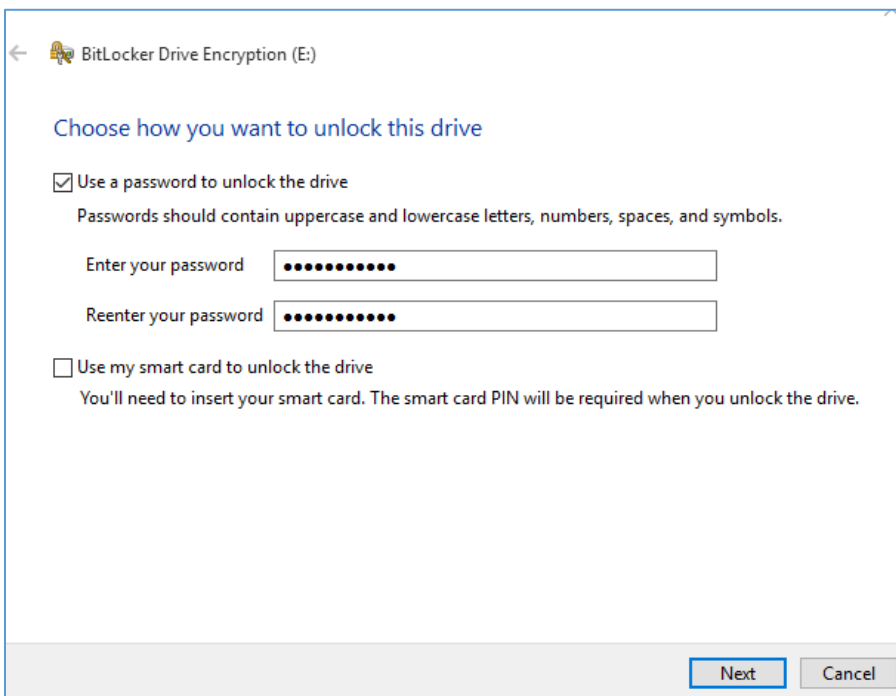 BitLocker Drive Encryption (E:)
Choose how you want to unlock this drive
Use a password to unlock the drive
Passwords should contain uppercase and lowercase letters, numbers, spaces, and symbols.
Enter your password ●●●●●●●●●●●
Reenter your password ●●●●●●●●●●●
Use my smart card to unlock the drive
You'll need to insert your smart card. The smart card PIN will be required when you unlock the drive.
Next Cancel